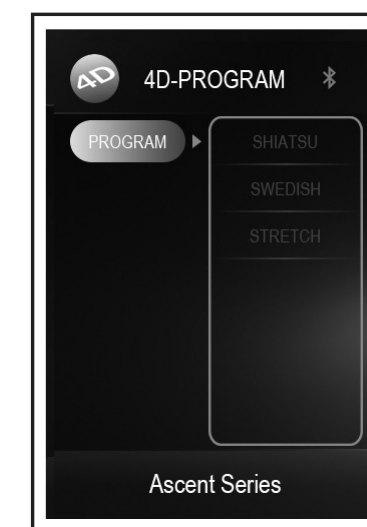 4D 4D-PROGRAM
PROGRAM SHIATSU
SWEDISH
STRETCH
Ascent Series